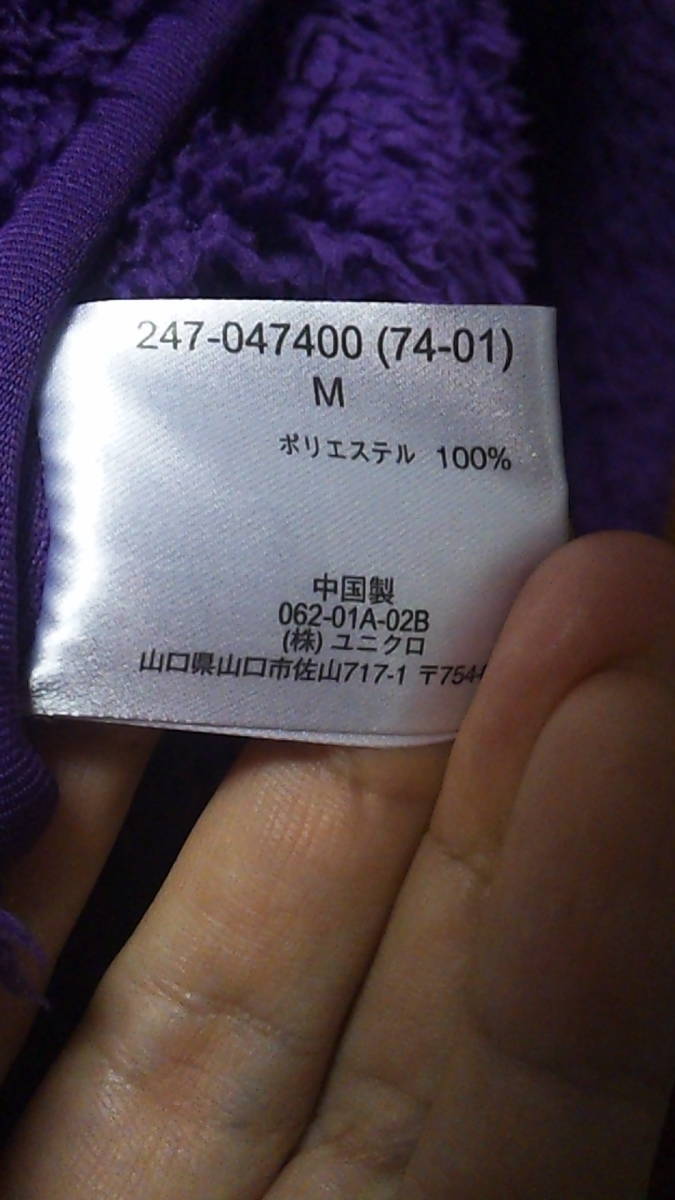 247-047400 (74-01)
M
ポリエステル 100%
中国製
062-01A-02B
(株) ユニクロ
山口県山口市佐山717-1 〒754